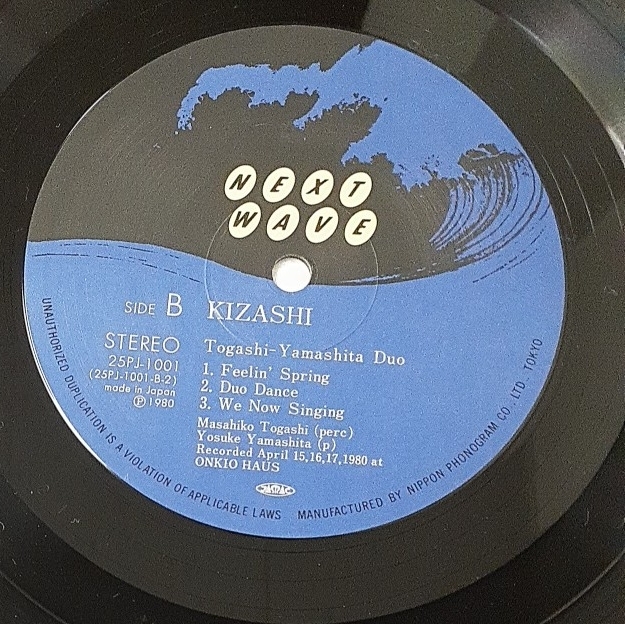 NEXT
WAVE
SIDE B KIZASHI
STEREO
25PJ-1001
(25PJ-1001-B-2)
made in Japan
Ⓟ1980
Togashi-Yamashita Duo
1. Feelin' Spring
2. Duo Dance
3. We Now Singing
Masahiko Togashi (perc)
Yosuke Yamashita (p)
Recorded April 15,16,17,1980 at
ONKIO HAUS
JASRAC
UNAUTHORIZED DUPLICATION IS A VIOLATION OF APPLICABLE LAWS MANUFACTURED BY NIPPON PHONOGRAM CO., LTD. TOKYO